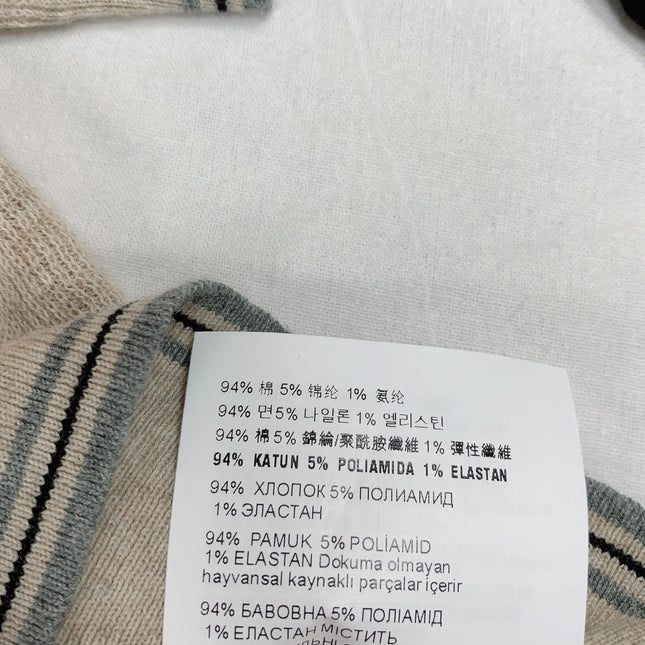 94% 棉 5% 锦纶 1% 氨纶
94% 면 5% 나일론 1% 엘리스틴
94% 棉 5% 錦綸/聚酰胺纖維 1% 彈性纖維
94% KATUN 5% POLIAMIDA 1% ELASTAN
94% ХЛОПОК 5% ПОЛИАМИД
1% ЭЛАСТАН
94% PAMUK 5% POLİAMİD
1% ELASTAN Dokuma olmayan
hayvansal kaynaklı parçalar içerir
94% БАВОВНА 5% ПОЛІАМІД
1% ЕЛАСТАН МІСТИТЬ